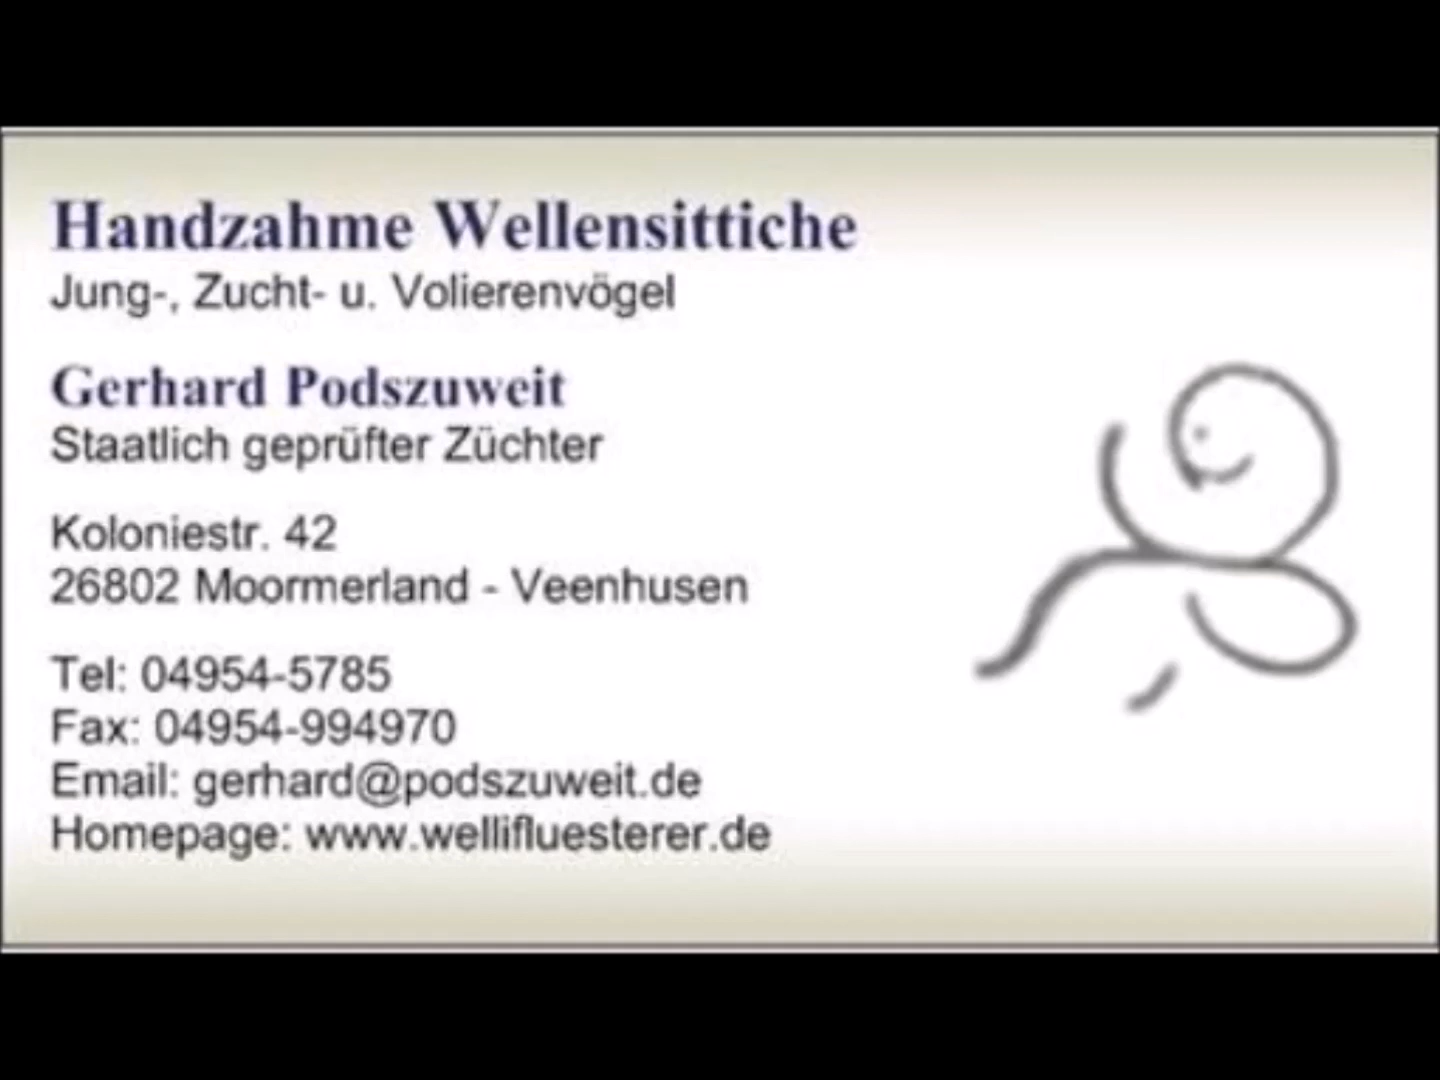 Handzahme Wellensittiche
Jung-, Zucht- u. Volierenvögel
Gerhard Podszuweit
Staatlich geprüfter Züchter
Koloniestr. 42
26802 Moormerland - Veenhusen
Tel: 04954-5785
Fax: 04954-994970
Email: gerhard@podszuweit.de
Homepage: www.wellifluesterer.de